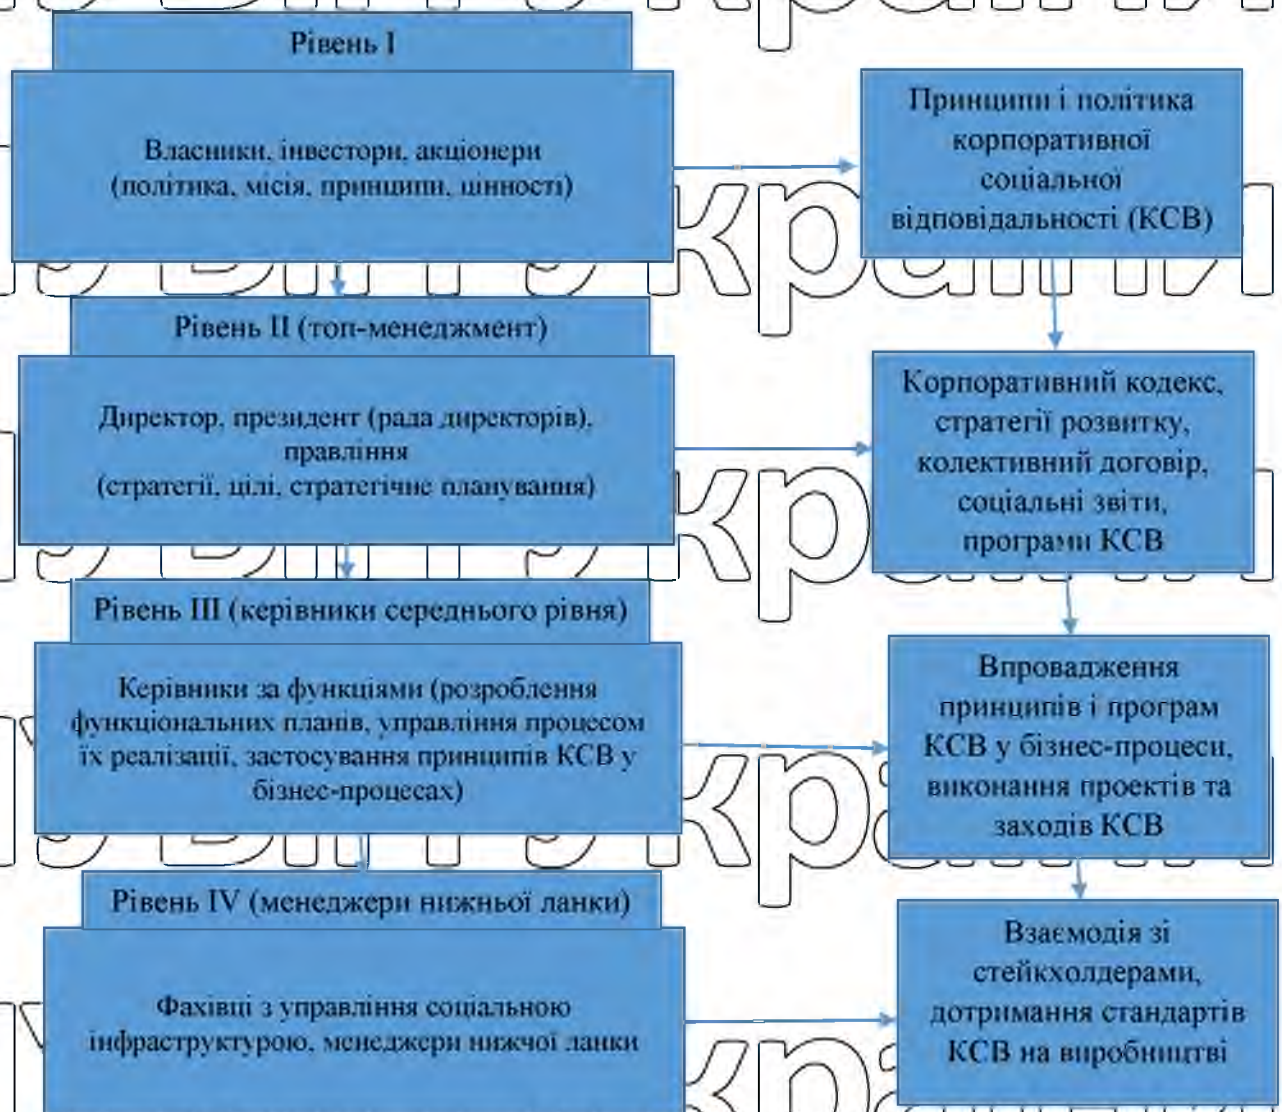 Рівень І
Власники, інвестори, акціонери
(політика, місія, принципи, цінності)
Принципи і політика
корпоративної
соціальної
відповідальності (КСВ)
Рівень ІІ (топ-менеджмент)
Директор, президент (рада директорів),
правління
(стратегії, цілі, стратегічне планування)
Корпоративний кодекс,
стратегії розвитку,
колективний договір,
соціальні звіти,
програми КСВ
Рівень ІІІ (керівники середнього рівня)
Керівники за функціями (розроблення
функціональних планів, управління процесом
їх реалізації, застосування принципів КСВ у
бізнес-процесах)
Впровадження
принципів і програм
КСВ у бізнес-процеси,
виконання проектів та
заходів КСВ
Рівень IV (менеджери нижньої ланки)
Фахівці з управління соціальною
інфраструктурою, менеджери нижчої ланки
Взаємодія зі
стейкхолдерами,
дотримання стандартів
КСВ на виробництві